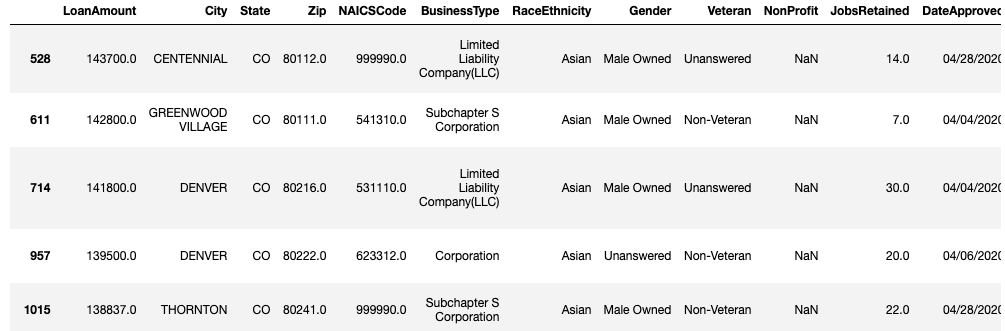 LoanAmount City State Zip NAICSCode BusinessType RaceEthnicity Gender Veteran NonProfit JobsRetained DateApproved
Limited
528 143700.0 CENTENNIAL CO 80112.0 999990.0 Liability Asian Male Owned Unanswered NaN 14.0 04/28/2020
Company(LLC)
611 142800.0 GREENWOOD VILLAGE CO 80111.0 541310.0 Subchapter S Corporation Asian Male Owned Non-Veteran NaN 7.0 04/04/2020
Limited
714 141800.0 DENVER CO 80216.0 531110.0 Liability Asian Male Owned Unanswered NaN 30.0 04/04/2020
Company(LLC)
957 139500.0 DENVER CO 80222.0 623312.0 Corporation Asian Unanswered Non-Veteran NaN 20.0 04/06/2020
1015 138837.0 THORNTON CO 80241.0 999990.0 Subchapter S Corporation Asian Male Owned Non-Veteran NaN 22.0 04/28/2020